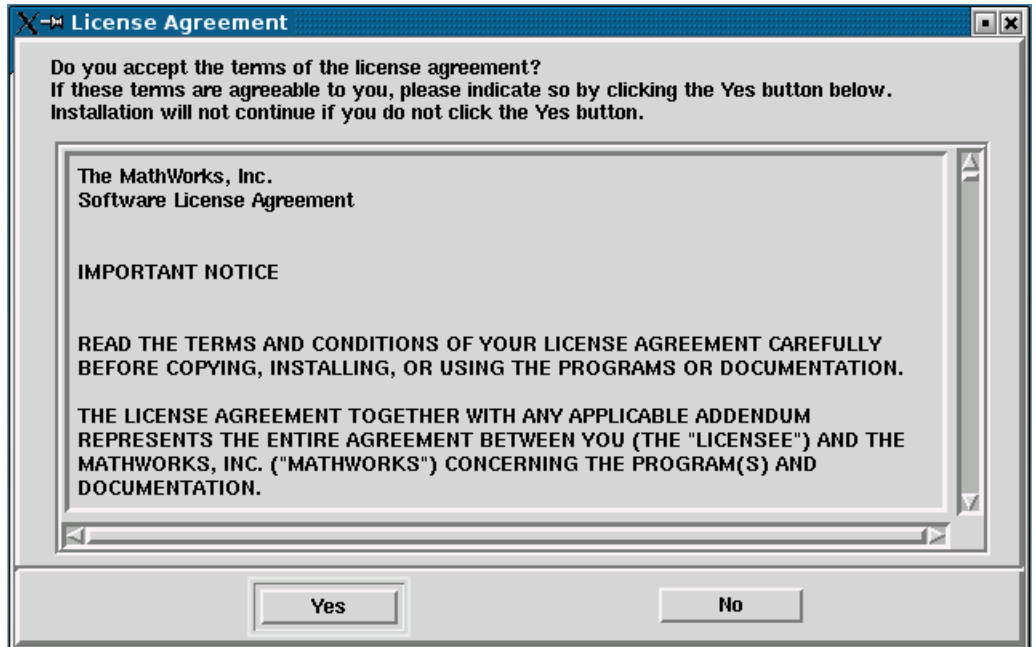 License Agreement
Do you accept the terms of the license agreement?
If these terms are agreeable to you, please indicate so by clicking the Yes button below.
Installation will not continue if you do not click the Yes button.
The MathWorks, Inc.
Software License Agreement
IMPORTANT NOTICE
READ THE TERMS AND CONDITIONS OF YOUR LICENSE AGREEMENT CAREFULLY
BEFORE COPYING, INSTALLING, OR USING THE PROGRAMS OR DOCUMENTATION.
THE LICENSE AGREEMENT TOGETHER WITH ANY APPLICABLE ADDENDUM
REPRESENTS THE ENTIRE AGREEMENT BETWEEN YOU (THE "LICENSEE") AND THE
MATHWORKS, INC. ("MATHWORKS") CONCERNING THE PROGRAM(S) AND
DOCUMENTATION.
Yes
No